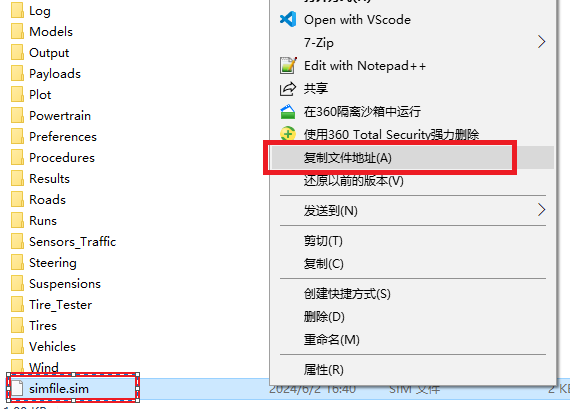 Log
Models
Output
Payloads
Plot
Powertrain
Preferences
Procedures
Results
Roads
Runs
Sensors_Traffic
Steering
Suspensions
Tire_Tester
Tires
Vehicles
Wind
simfile.sim
2024/6/2 16:40
SIM 文件
2 KE
Open with VScode
7-Zip
Edit with Notepad++
共享
在360隔离沙箱中运行
使用360 Total Security强力删除
复制文件地址(A)
还原以前的版本(V)
发送到(N)
剪切(T)
复制(C)
创建快捷方式(S)
删除(D)
重命名(M)
属性(R)